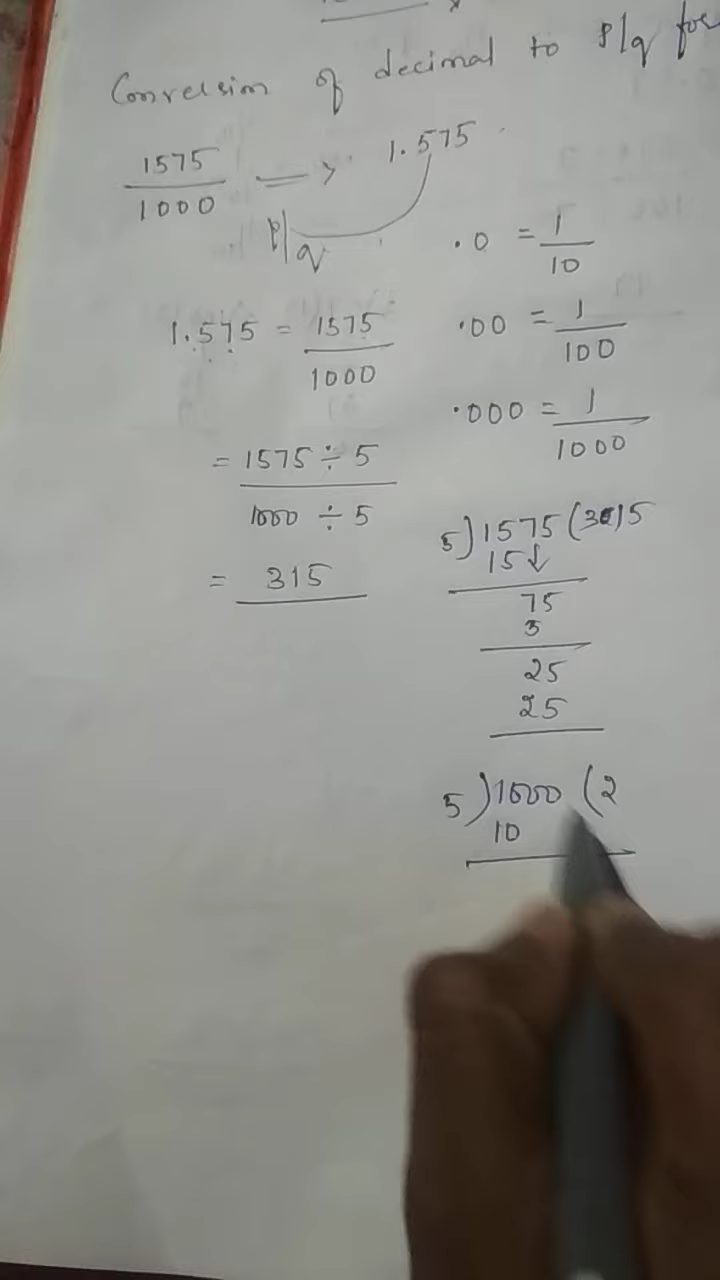 Conversion of decimal to P/q for
1575/1000 => 1.575
P/q
.0 = 1/10
1.575 = 1575/1000
.00 = 1/100
.000 = 1/1000
= 1575 ÷ 5
1000 ÷ 5
= 315
5)1575(315
15↓
75
5
25
25
5)1000(2
10